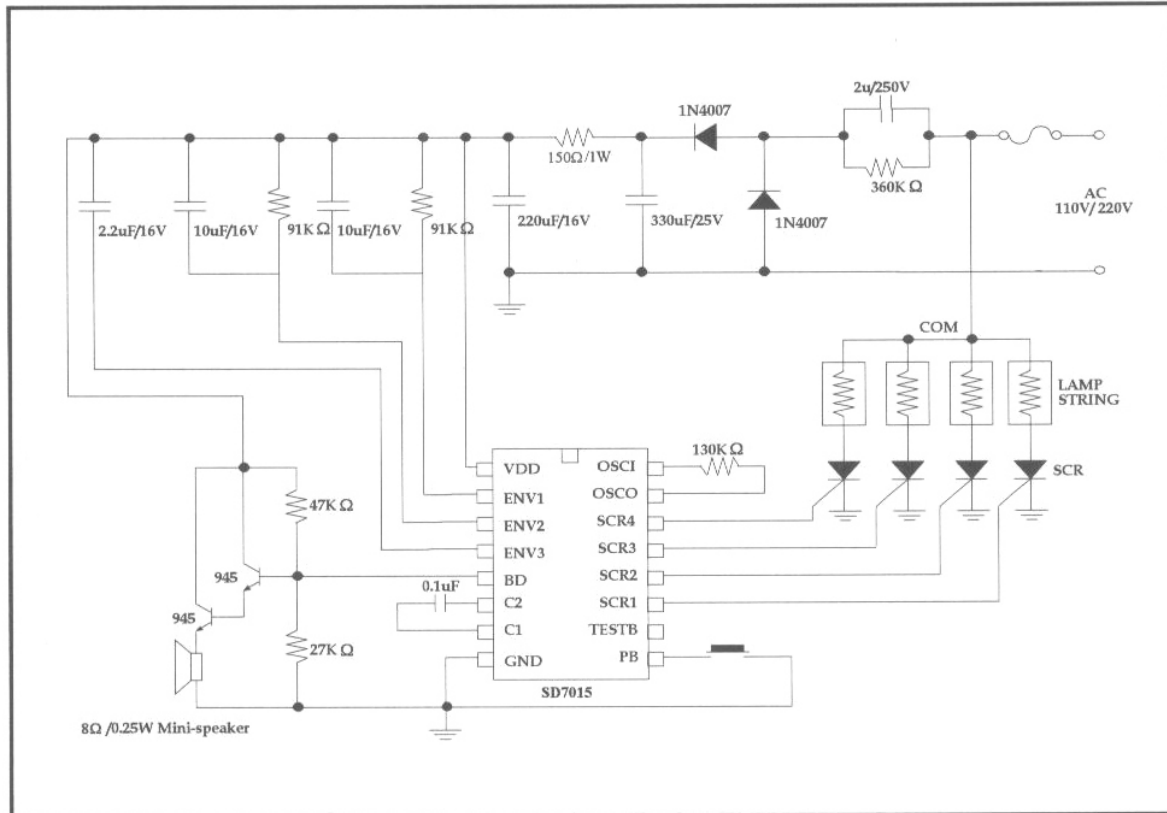 2u/250V
1N4007
150Ω/1W
360K Ω
AC
110V/220V
2.2uF/16V
10uF/16V
91K Ω
10uF/16V
91K Ω
220uF/16V
330uF/25V
1N4007
COM
LAMP
STRING
SCR
130K Ω
VDD
OSCI
ENV1
OSCO
ENV2
SCR4
ENV3
SCR3
BD
SCR2
C2
SCR1
C1
TESTB
GND
PB
SD7015
47K Ω
945
0.1uF
945
27K Ω
8Ω /0.25W Mini-speaker